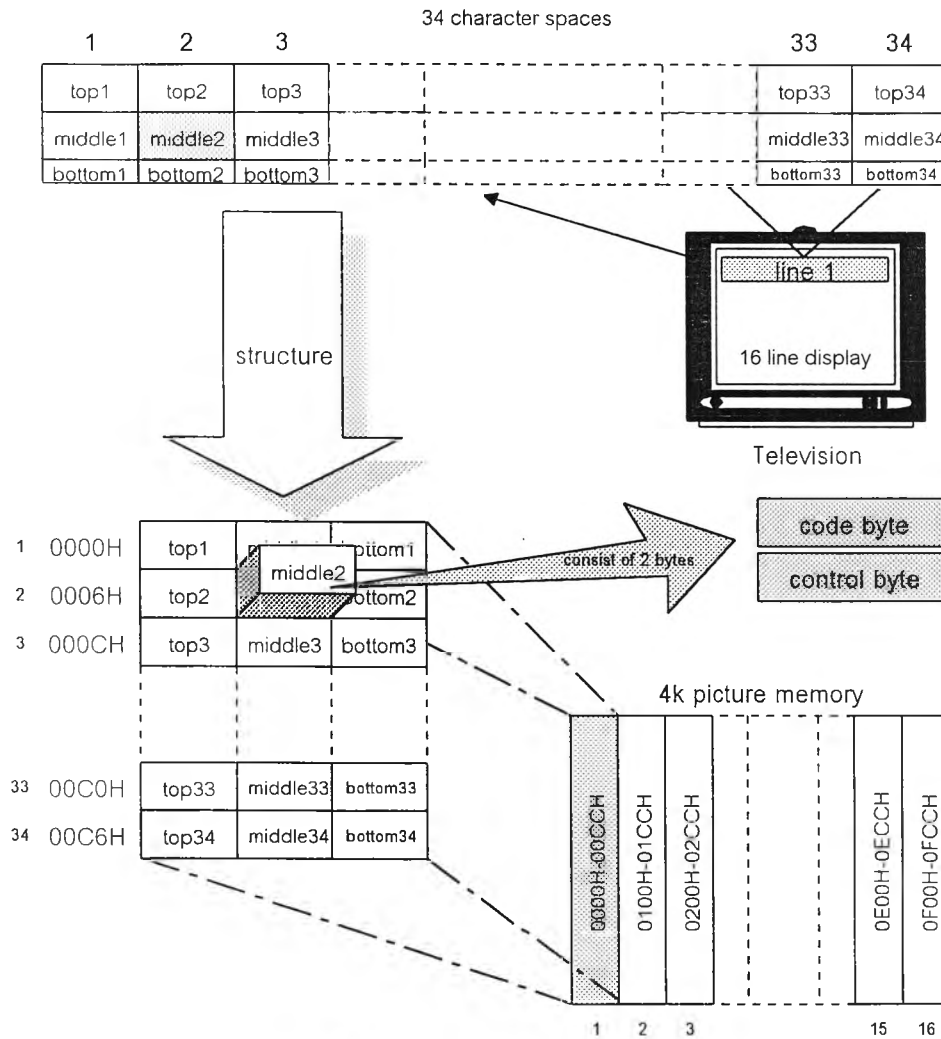 34 character spaces
1 2 3 33 34
top1 top2 top3 top33 top34
middle1 middle2 middle3 middle33 middle34
bottom1 bottom2 bottom3 bottom33 bottom34
line 1
16 line display
structure
Television
code byte
control byte
consist of 2 bytes
1 0000H top1 bottom1
middle2
2 0006H top2 bottom2
3 000CH top3 middle3 bottom3
33 00C0H top33 middle33 bottom33
34 00C6H top34 middle34 bottom34
4k picture memory
0000H-00CCH
0100H-01CCH
0200H-02CCH
0E00H-0ECCH
0F00H-0FCCH
1 2 3 15 16